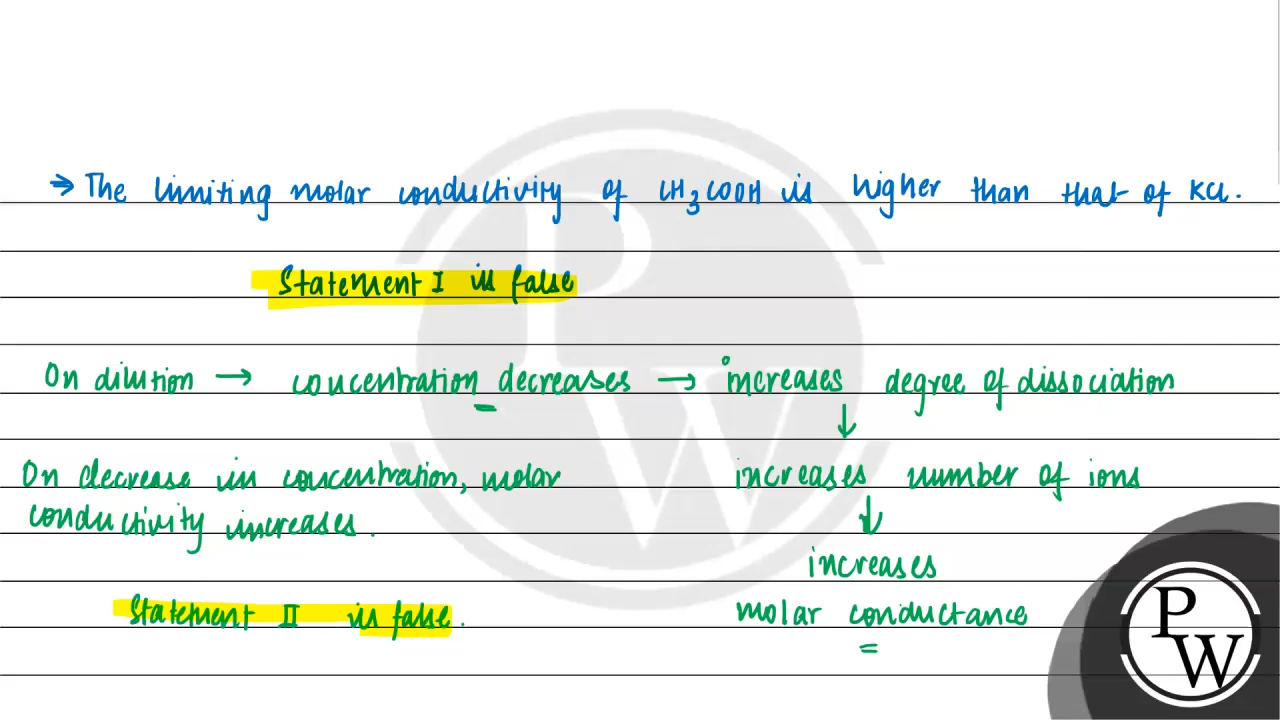 → The limiting molar conductivity of CH3COOH is higher than that of KCl.
Statement I is false
On dilution → concentration decreases → increases degree of dissociation
↓
On decrease in concentration, molar
conductivity increases.
increases number of ions
↓
increases
molar conductance
Statement II is false.
P
W
P
W